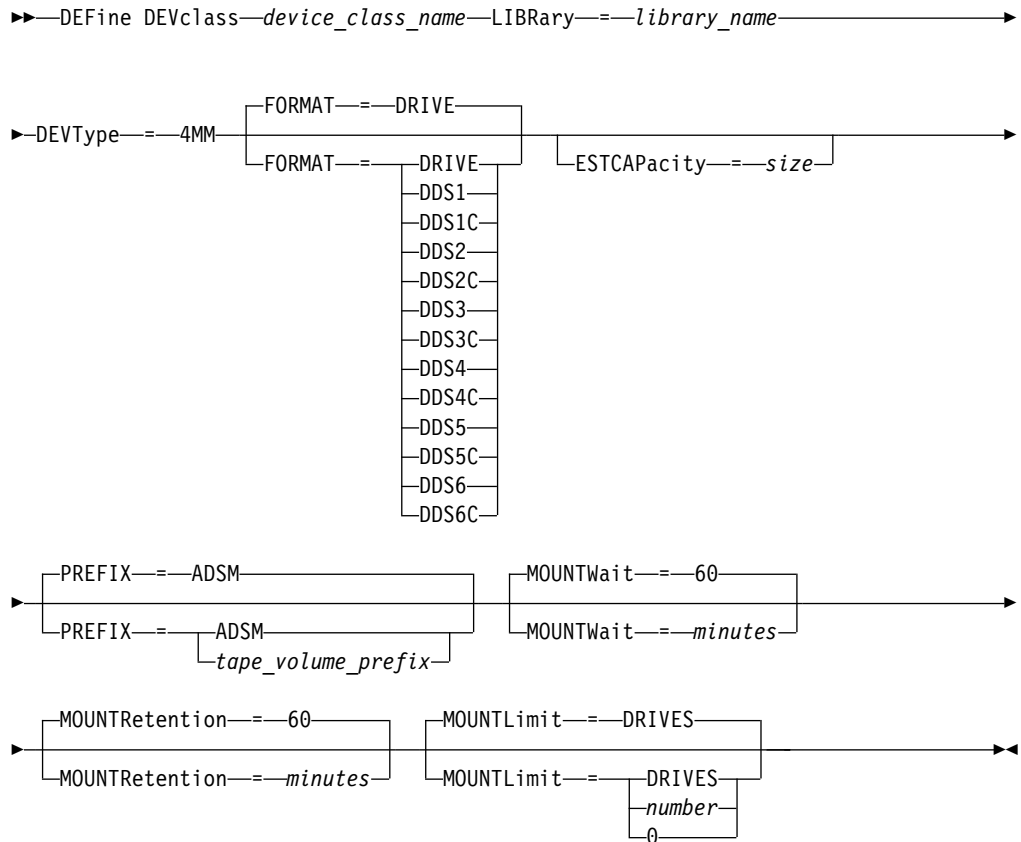 DEFine DEVclass device_class_name LIBRary = library_name
FORMAT = DRIVE
DEVType = 4MM
FORMAT = DRIVE
ESTCAPacity = size
DDS1
DDS1C
DDS2
DDS2C
DDS3
DDS3C
DDS4
DDS4C
DDS5
DDS5C
DDS6
DDS6C
PREFIX = ADSM
MOUNTWait = 60
PREFIX = ADSM
MOUNTWait = minutes
tape_volume_prefix
MOUNTRetention = 60
MOUNTLimit = DRIVES
MOUNTRetention = minutes
MOUNTLimit = DRIVES
number
0